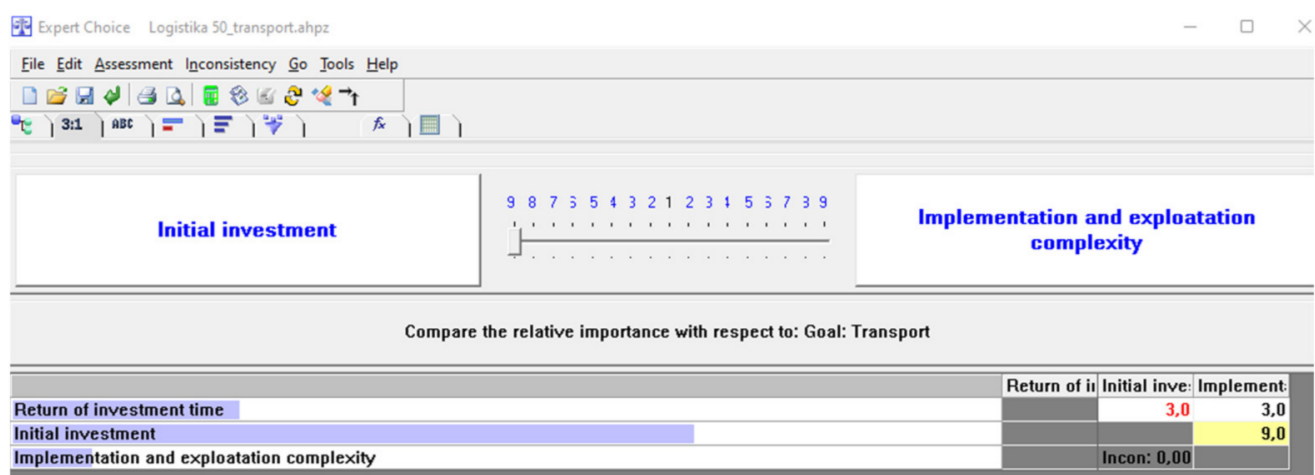 Expert Choice Logistika 50_transport.ahpz
File Edit Assessment Inconsistency Go Tools Help
3:1 ABC fx
9 8 7 5 5 4 3 2 1 2 3 4 5 5 7 3 9
Initial investment
Implementation and exploatation
complexity
Compare the relative importance with respect to: Goal: Transport
Return of i Initial inve Implement
Return of investment time 3,0 3,0
Initial investment 9,0
Implementation and exploatation complexity Incon: 0,00